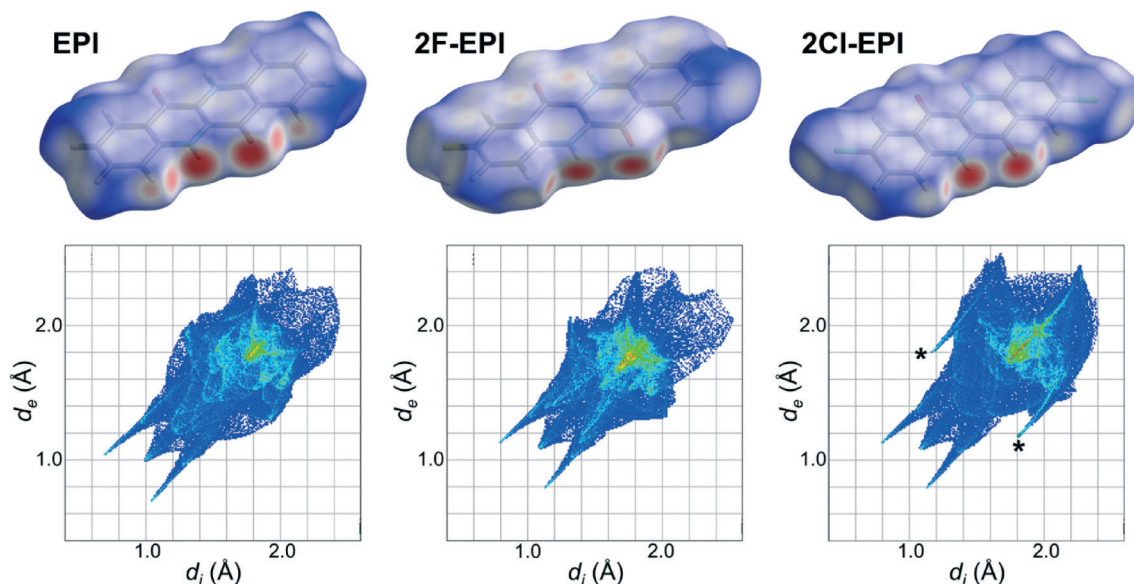 EPI 2F-EPI 2Cl-EPI
2.0 2.0 2.0
*
dₑ (Å) dₑ (Å) dₑ (Å)
*
1.0 1.0 1.0
1.0 2.0 1.0 2.0 1.0 2.0
dᵢ (Å) dᵢ (Å) dᵢ (Å)